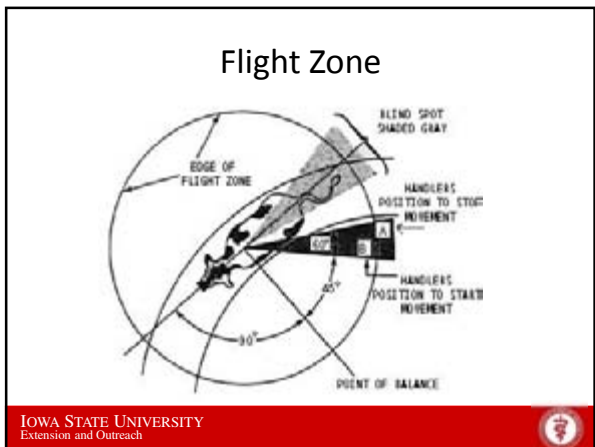 Flight Zone
BLIND SPOT
SHADED GRAY
EDGE OF
FLIGHT ZONE
HANDLERS
POSITION TO STOP
MOVEMENT
A
60°
B
HANDLERS
POSITION TO START
MOVEMENT
45°
90°
POINT OF BALANCE
IOWA STATE UNIVERSITY
Extension and Outreach